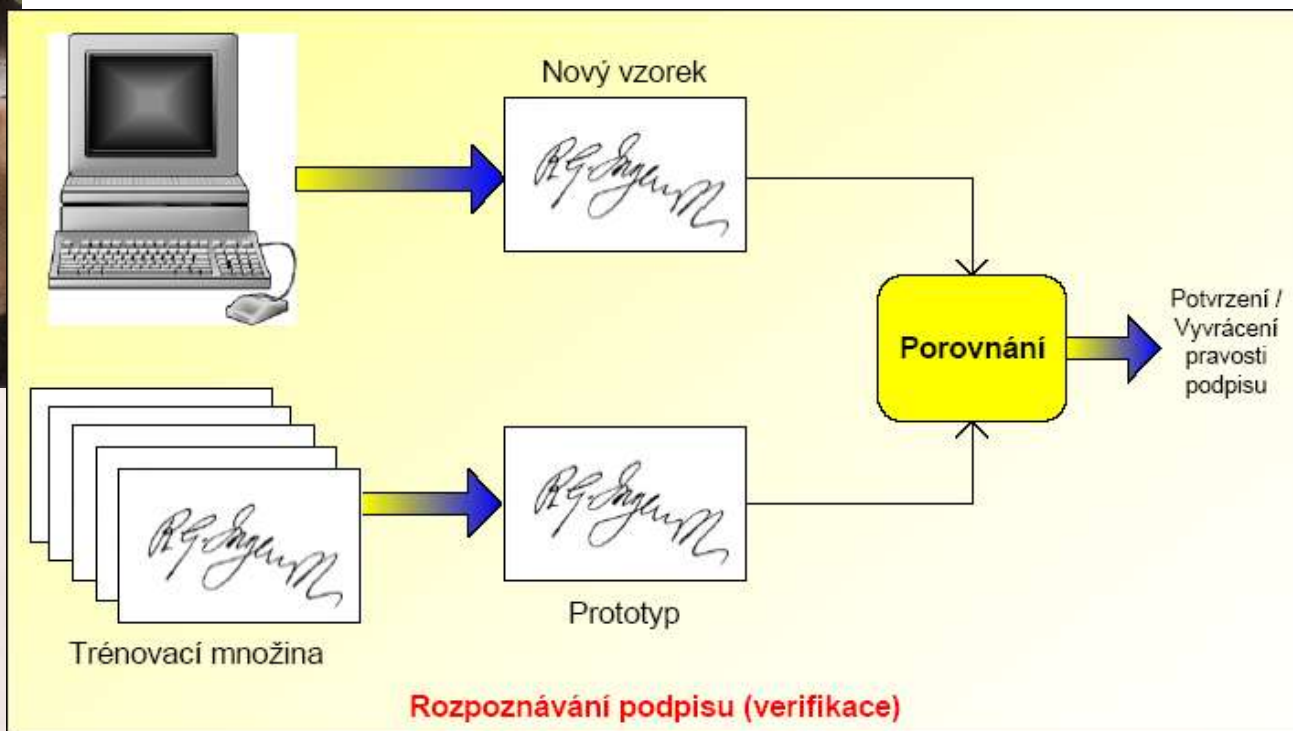 Nový vzorek
Porovnání
Potvrzení /
Vyvrácení
pravosti
podpisu
Prototyp
Trénovací množina
Rozpoznávání podpisu (verifikace)